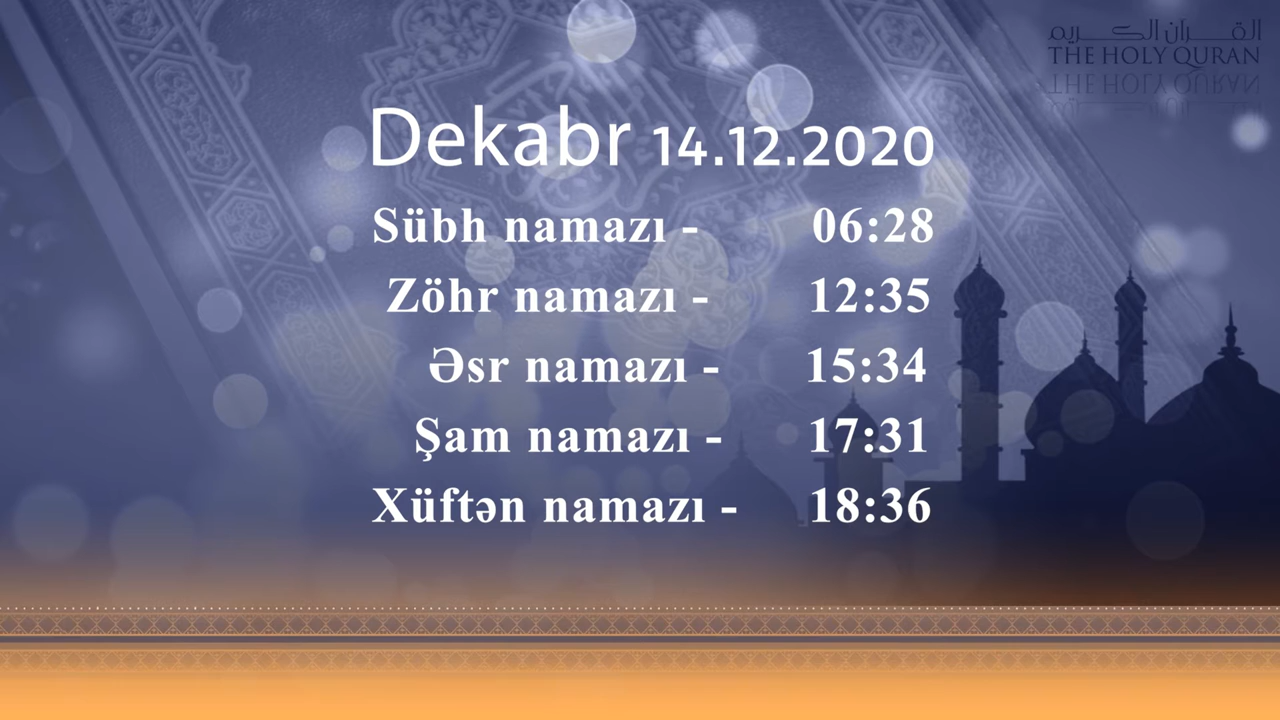 القرآن الكريم
THE HOLY QURAN
Dekabr 14.12.2020
Sübh namazı - 06:28
Zöhr namazı - 12:35
Əsr namazı - 15:34
Şam namazı - 17:31
Xüftən namazı - 18:36